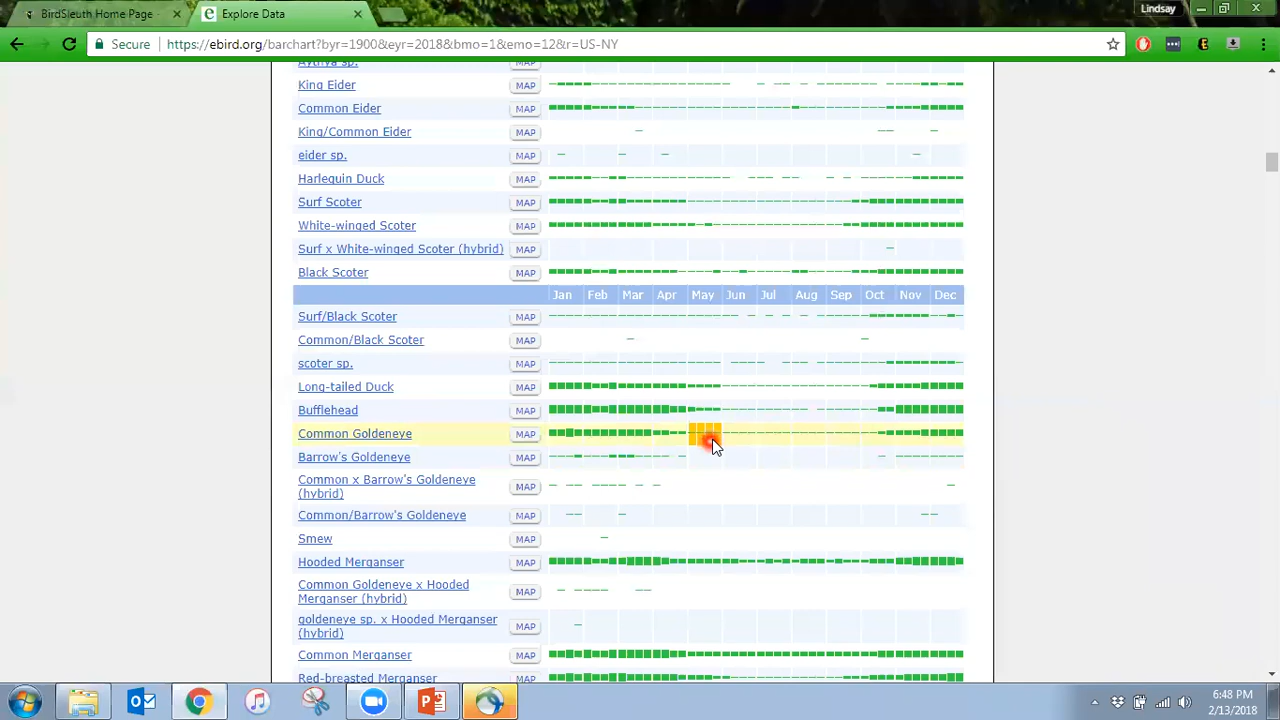 BirdSleuth Home Page
Explore Data
Lindsay
Secure
https://ebird.org/barchart?byr=1900&eyr=2018&bmo=1&emo=12&r=US-NY
Aythya sp. MAP
King Eider MAP
Common Eider MAP
King/Common Eider MAP
eider sp. MAP
Harlequin Duck MAP
Surf Scoter MAP
White-winged Scoter MAP
Surf x White-winged Scoter (hybrid) MAP
Black Scoter MAP
Jan Feb Mar Apr May Jun Jul Aug Sep Oct Nov Dec
Surf/Black Scoter MAP
Common/Black Scoter MAP
scoter sp. MAP
Long-tailed Duck MAP
Bufflehead MAP
Common Goldeneye MAP
Barrow's Goldeneye MAP
Common x Barrow's Goldeneye
(hybrid) MAP
Common/Barrow's Goldeneye MAP
Smew MAP
Hooded Merganser MAP
Common Goldeneye x Hooded
Merganser (hybrid) MAP
goldeneye sp. x Hooded Merganser
(hybrid) MAP
Common Merganser MAP
Red-breasted Merganser MAP
6:48 PM
2/13/2018